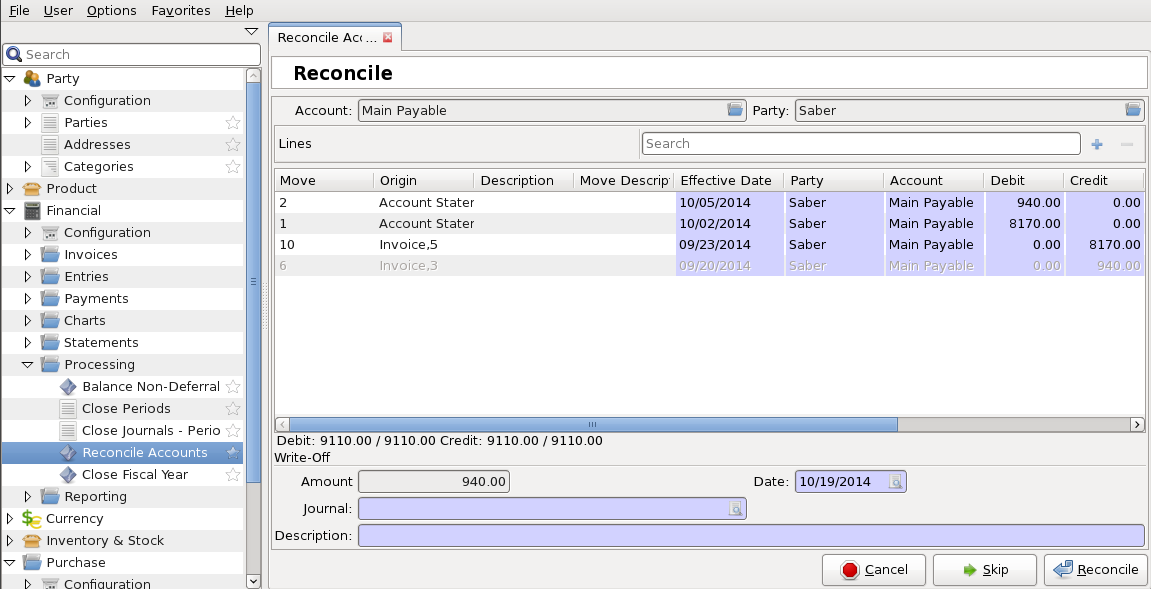 File User Options Favorites Help
Search
Party
Configuration
Parties
Addresses
Categories
Product
Financial
Configuration
Invoices
Entries
Payments
Charts
Statements
Processing
Balance Non-Deferral
Close Periods
Close Journals - Perio
Reconcile Accounts
Close Fiscal Year
Reporting
Currency
Inventory & Stock
Purchase
Configuration
Reconcile Acc...
Reconcile
Account: Main Payable Party: Saber
Lines Search
Move Origin Description Move Descrip Effective Date Party Account Debit Credit
2 Account Stater 10/05/2014 Saber Main Payable 940.00 0.00
1 Account Stater 10/02/2014 Saber Main Payable 8170.00 0.00
10 Invoice,5 09/23/2014 Saber Main Payable 0.00 8170.00
6 Invoice,3 09/20/2014 Saber Main Payable 0.00 940.00
Debit: 9110.00 / 9110.00 Credit: 9110.00 / 9110.00
Write-Off
Amount 940.00 Date: 10/19/2014
Journal:
Description:
Cancel Skip Reconcile